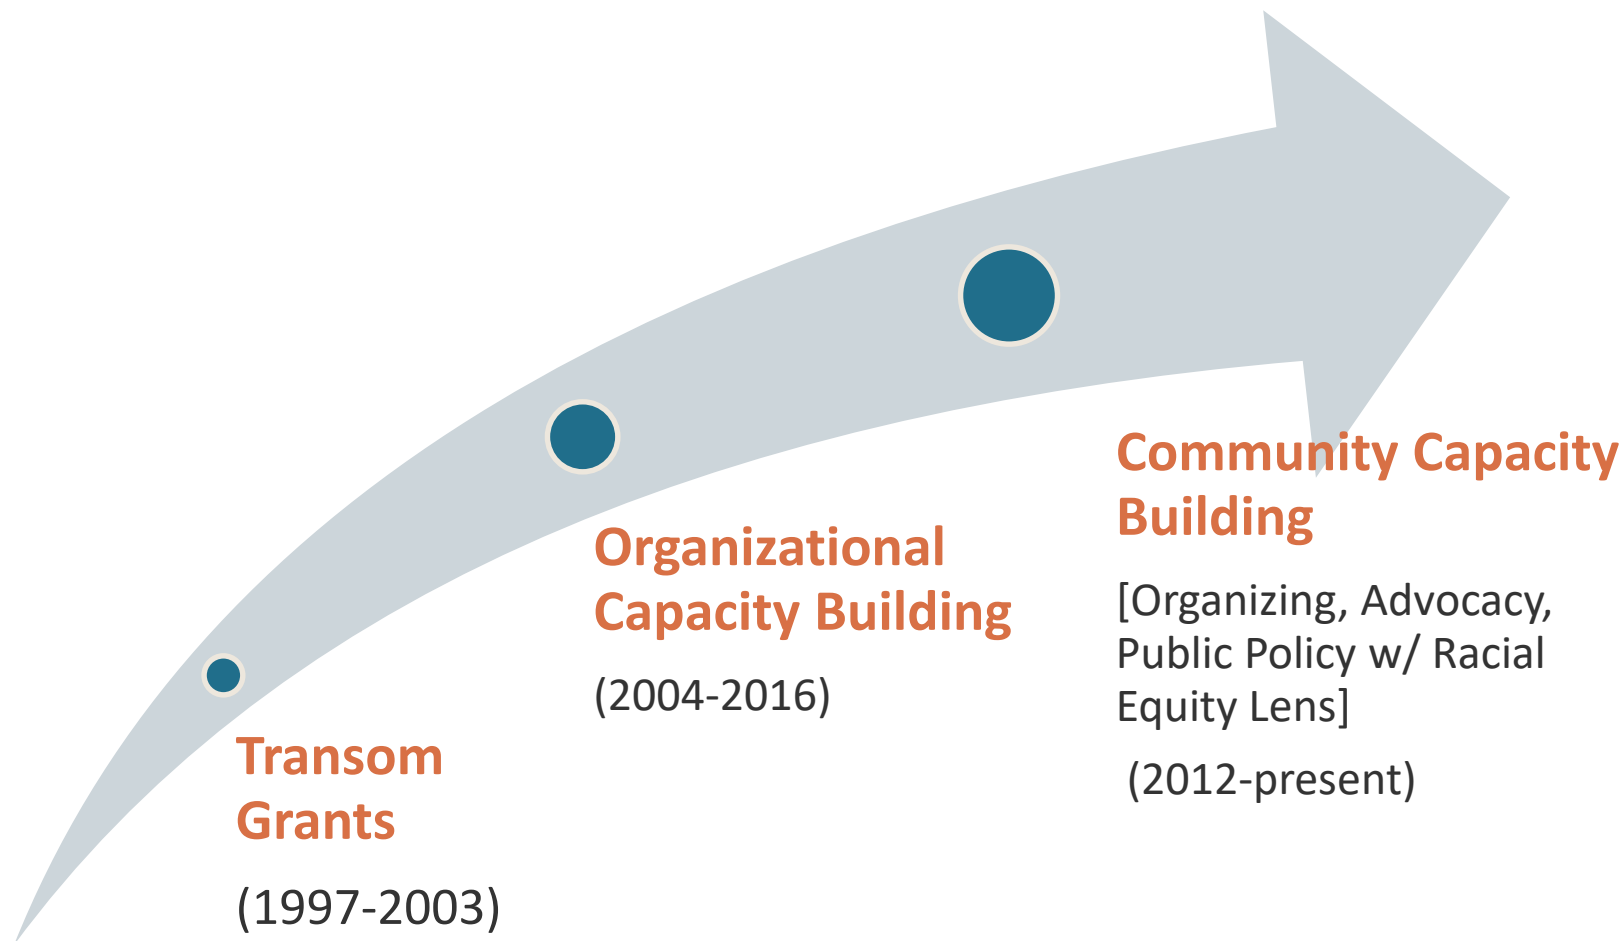 Transom
Grants
(1997-2003)
Organizational
Capacity Building
(2004-2016)
Community Capacity
Building
[Organizing, Advocacy,
Public Policy w/ Racial
Equity Lens]
(2012-present)